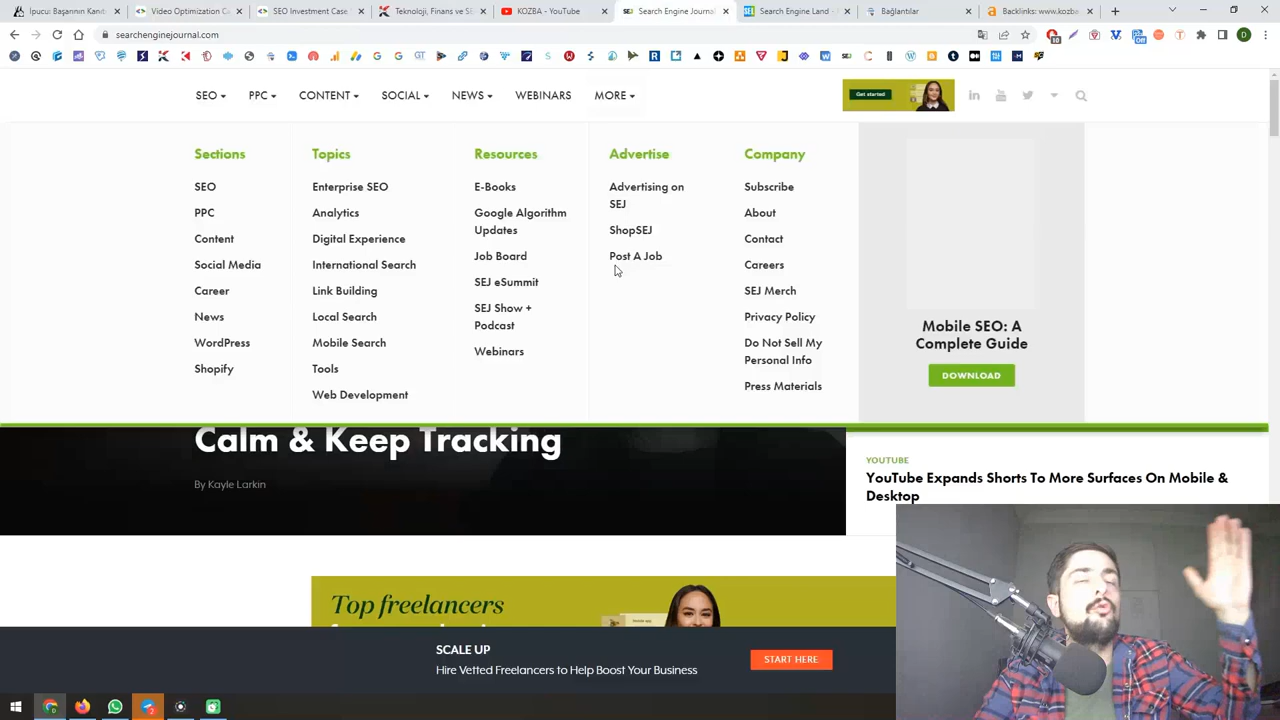 İpucu: Başarının Kanıt
Video Optimization G
SEO Investment Case S
Teknoloji, Finans ve SE
KOZBA - YouTube
Search Engine Journal
Search Engine Land - N
Bağlantılar
Backlinks: www.kozbe
searchenginejournal.com
SEO PPC CONTENT SOCIAL NEWS WEBINARS MORE
Get started
Sections
SEO
PPC
Content
Social Media
Career
News
WordPress
Shopify
Topics
Enterprise SEO
Analytics
Digital Experience
International Search
Link Building
Local Search
Mobile Search
Tools
Web Development
Resources
E-Books
Google Algorithm
Updates
Job Board
SEJ eSummit
SEJ Show +
Podcast
Webinars
Advertise
Advertising on
SEJ
ShopSEJ
Post A Job
Company
Subscribe
About
Contact
Careers
SEJ Merch
Privacy Policy
Do Not Sell My
Personal Info
Press Materials
Mobile SEO: A
Complete Guide
DOWNLOAD
Calm & Keep Tracking
By Kayle Larkin
YOUTUBE
YouTube Expands Shorts To More Surfaces On Mobile &
Desktop
Top freelancers
SCALE UP
Hire Vetted Freelancers to Help Boost Your Business
START HERE